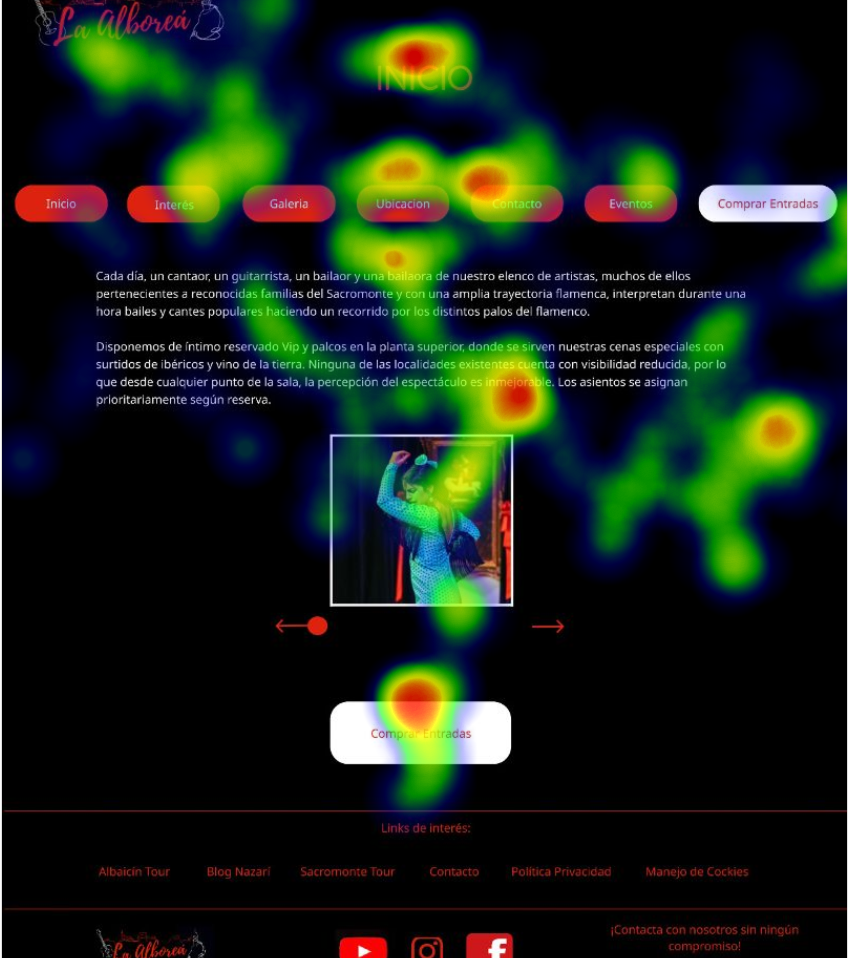 La Alboreá
INICIO
Inicio
Interés
Galeria
Ubicacion
Contacto
Eventos
Comprar Entradas
Cada día, un cantaor, un guitarrista, un bailaor y una bailaora de nuestro elenco de artistas, muchos de ellos
pertenecientes a reconocidas familias del Sacromonte y con una amplia trayectoria flamenca, interpretan durante una
hora bailes y cantes populares haciendo un recorrido por los distintos palos del flamenco.
Disponemos de íntimo reservado Vip y palcos en la planta superior, donde se sirven nuestras cenas especiales con
surtidos de ibéricos y vino de la tierra. Ninguna de las localidades existentes cuenta con visibilidad reducida, por lo
que desde cualquier punto de la sala, la percepción del espectáculo es inmejorable. Los asientos se asignan
prioritariamente según reserva.
Comprar Entradas
Links de interés:
Albaicín Tour
Blog Nazarí
Sacromonte Tour
Contacto
Política Privacidad
Manejo de Cockies
La Alboreá
¡Contacta con nosotros sin ningún
compromiso!